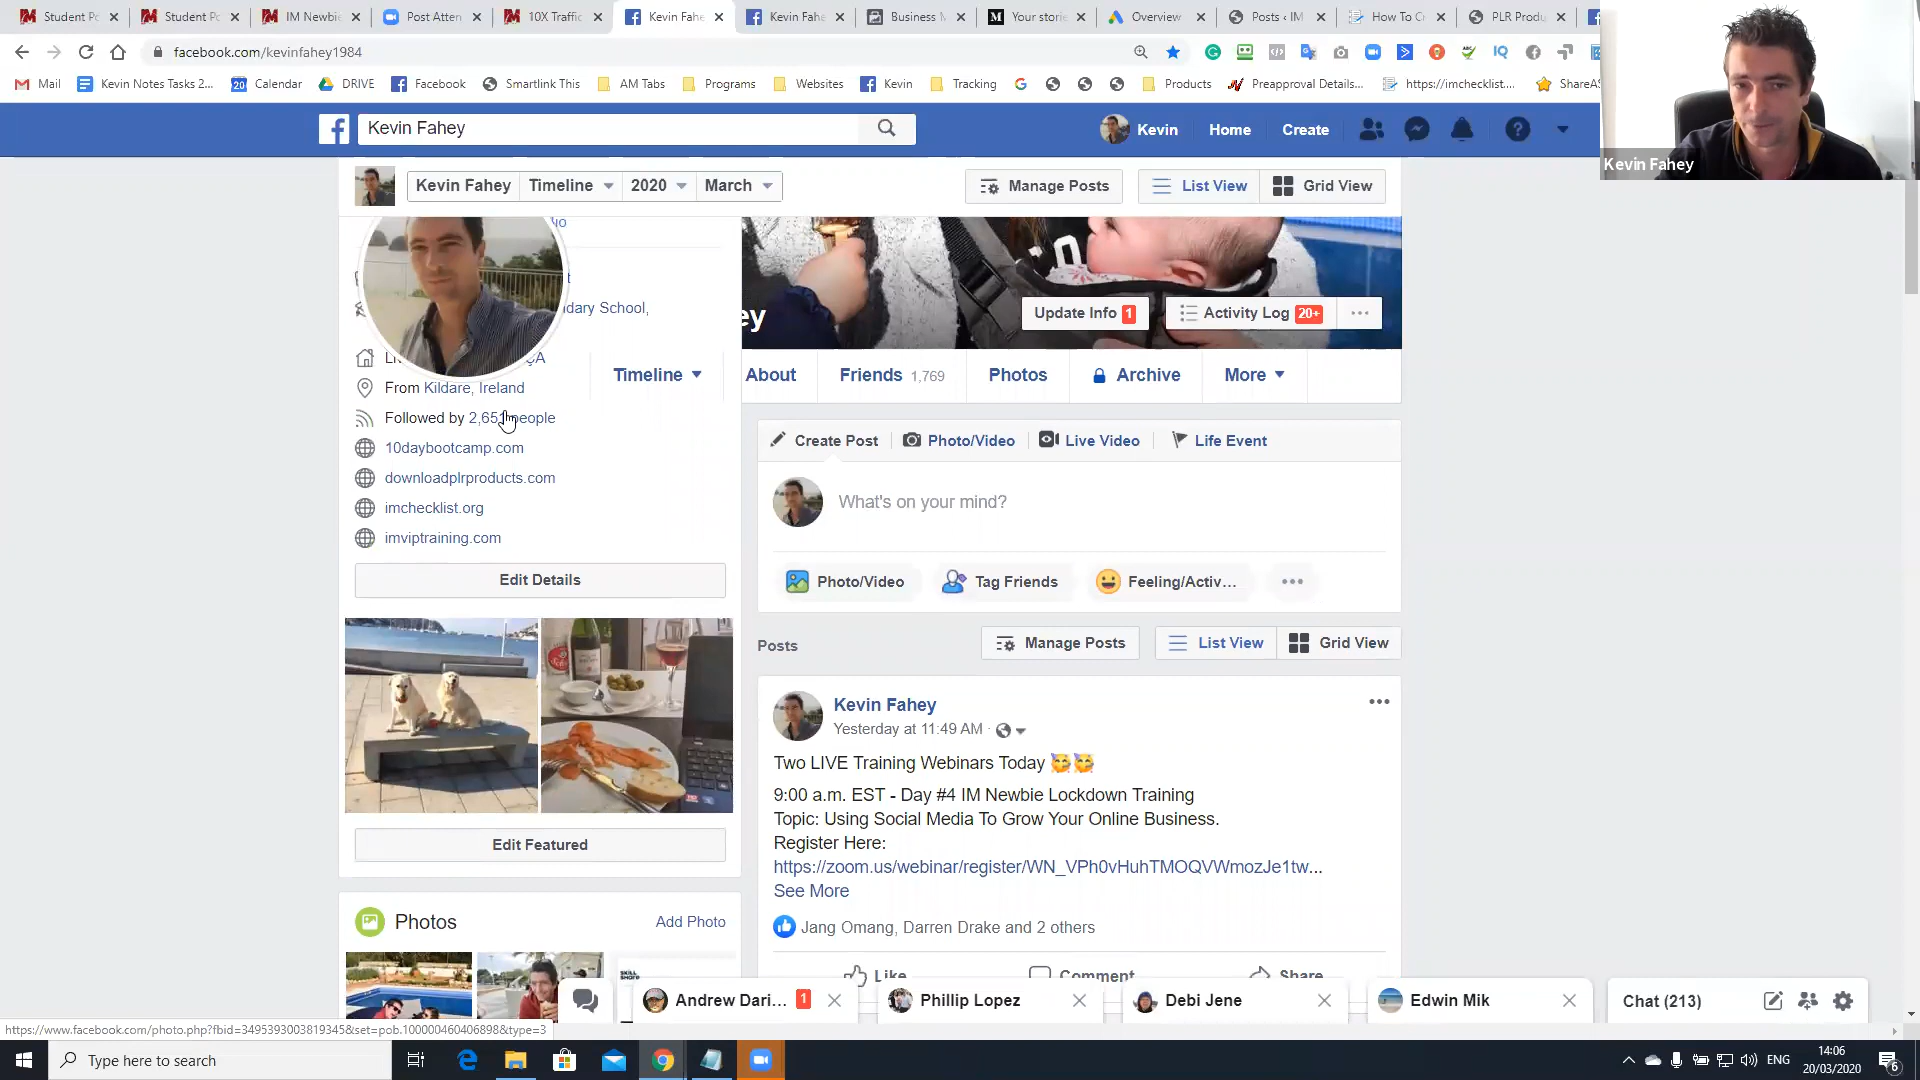 Student Po
Student Po
IM Newbie
Post Atten
10X Traffic
Kevin Fahe
Kevin Fahe
Business M
Your storie
Overview
Posts ‹ IM
How To Cr
PLR Produ
facebook.com/kevinfahey1984
Mail
Kevin Notes Tasks 2...
Calendar
DRIVE
Facebook
Smartlink This
AM Tabs
Programs
Websites
Kevin
Tracking
Products
Preapproval Details...
https://imchecklist....
ShareAS
Kevin Fahey
Kevin
Home
Create
Kevin Fahey
Kevin Fahey
Timeline
2020
March
Manage Posts
List View
Grid View
dary School,
ey
Update Info 1
Activity Log 20+
From Kildare, Ireland
Timeline
About
Friends 1,769
Photos
Archive
More
Followed by 2,651 people
10daybootcamp.com
downloadplrproducts.com
imchecklist.org
imviptraining.com
Edit Details
Create Post
Photo/Video
Live Video
Life Event
What's on your mind?
Photo/Video
Tag Friends
Feeling/Activ...
Posts
Manage Posts
List View
Grid View
Kevin Fahey
Yesterday at 11:49 AM
Two LIVE Training Webinars Today
9:00 a.m. EST - Day #4 IM Newbie Lockdown Training
Topic: Using Social Media To Grow Your Online Business.
Register Here:
https://zoom.us/webinar/register/WN_VPh0vHuhTMOQVWmozJe1tw...
See More
Jang Omang, Darren Drake and 2 others
Like
Comment
Share
Edit Featured
Photos
Add Photo
Andrew Dari... 1
Phillip Lopez
Debi Jene
Edwin Mik
Chat (213)
https://www.facebook.com/photo.php?fbid=3495393003819345&set=pob.1000004604068​98&type=3
Type here to search
ENG
14:06
20/03/2020
6